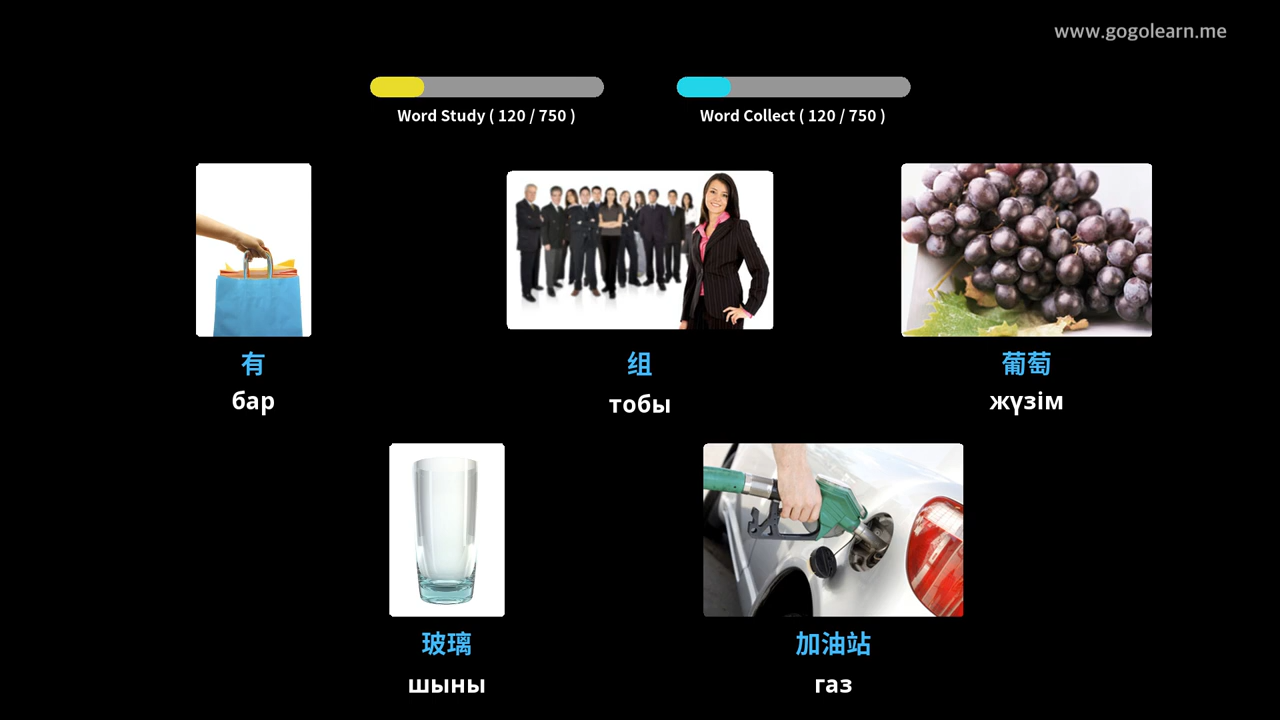 www.gogolearn.me
Word Study ( 120 / 750 )
Word Collect ( 120 / 750 )
有
бар
组
тобы
葡萄
жүзім
玻璃
шыны
加油站
газ